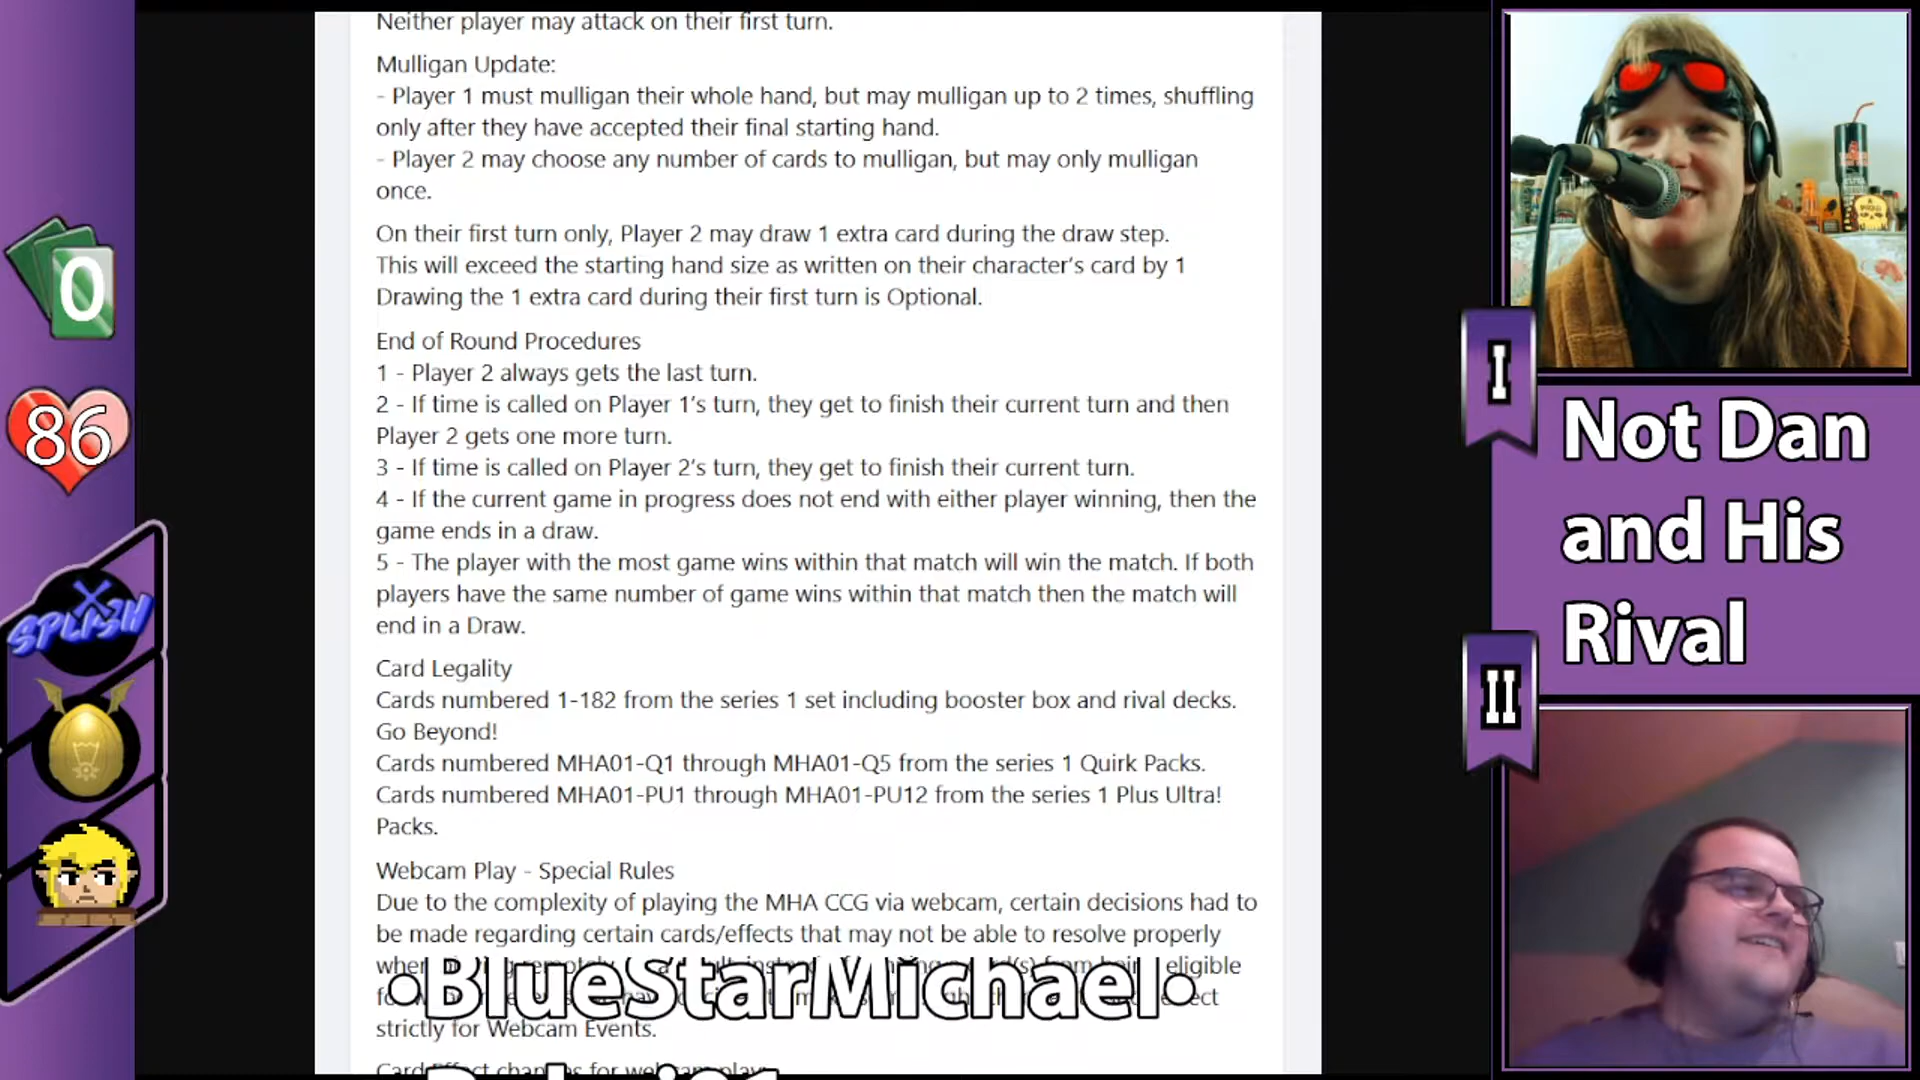 Neither player may attack on their first turn.
Mulligan Update:
- Player 1 must mulligan their whole hand, but may mulligan up to 2 times, shuffling
only after they have accepted their final starting hand.
- Player 2 may choose any number of cards to mulligan, but may only mulligan
once.
On their first turn only, Player 2 may draw 1 extra card during the draw step.
This will exceed the starting hand size as written on their character's card by 1
Drawing the 1 extra card during their first turn is Optional.
End of Round Procedures
1 - Player 2 always gets the last turn.
2 - If time is called on Player 1's turn, they get to finish their current turn and then
Player 2 gets one more turn.
3 - If time is called on Player 2's turn, they get to finish their current turn.
4 - If the current game in progress does not end with either player winning, then the
game ends in a draw.
5 - The player with the most game wins within that match will win the match. If both
players have the same number of game wins within that match then the match will
end in a Draw.
Card Legality
Cards numbered 1-182 from the series 1 set including booster box and rival decks.
Go Beyond!
Cards numbered MHA01-Q1 through MHA01-Q5 from the series 1 Quirk Packs.
Cards numbered MHA01-PU1 through MHA01-PU12 from the series 1 Plus Ultra!
Packs.
Webcam Play - Special Rules
Due to the complexity of playing the MHA CCG via webcam, certain decisions had to
be made regarding certain cards/effects that may not be able to resolve properly
eligible
strictly for Webcam Events.
Card Effect changes for webcam play
•BlueStarMichael•
0
86
SPLASH
I
Not Dan
and His
Rival
II